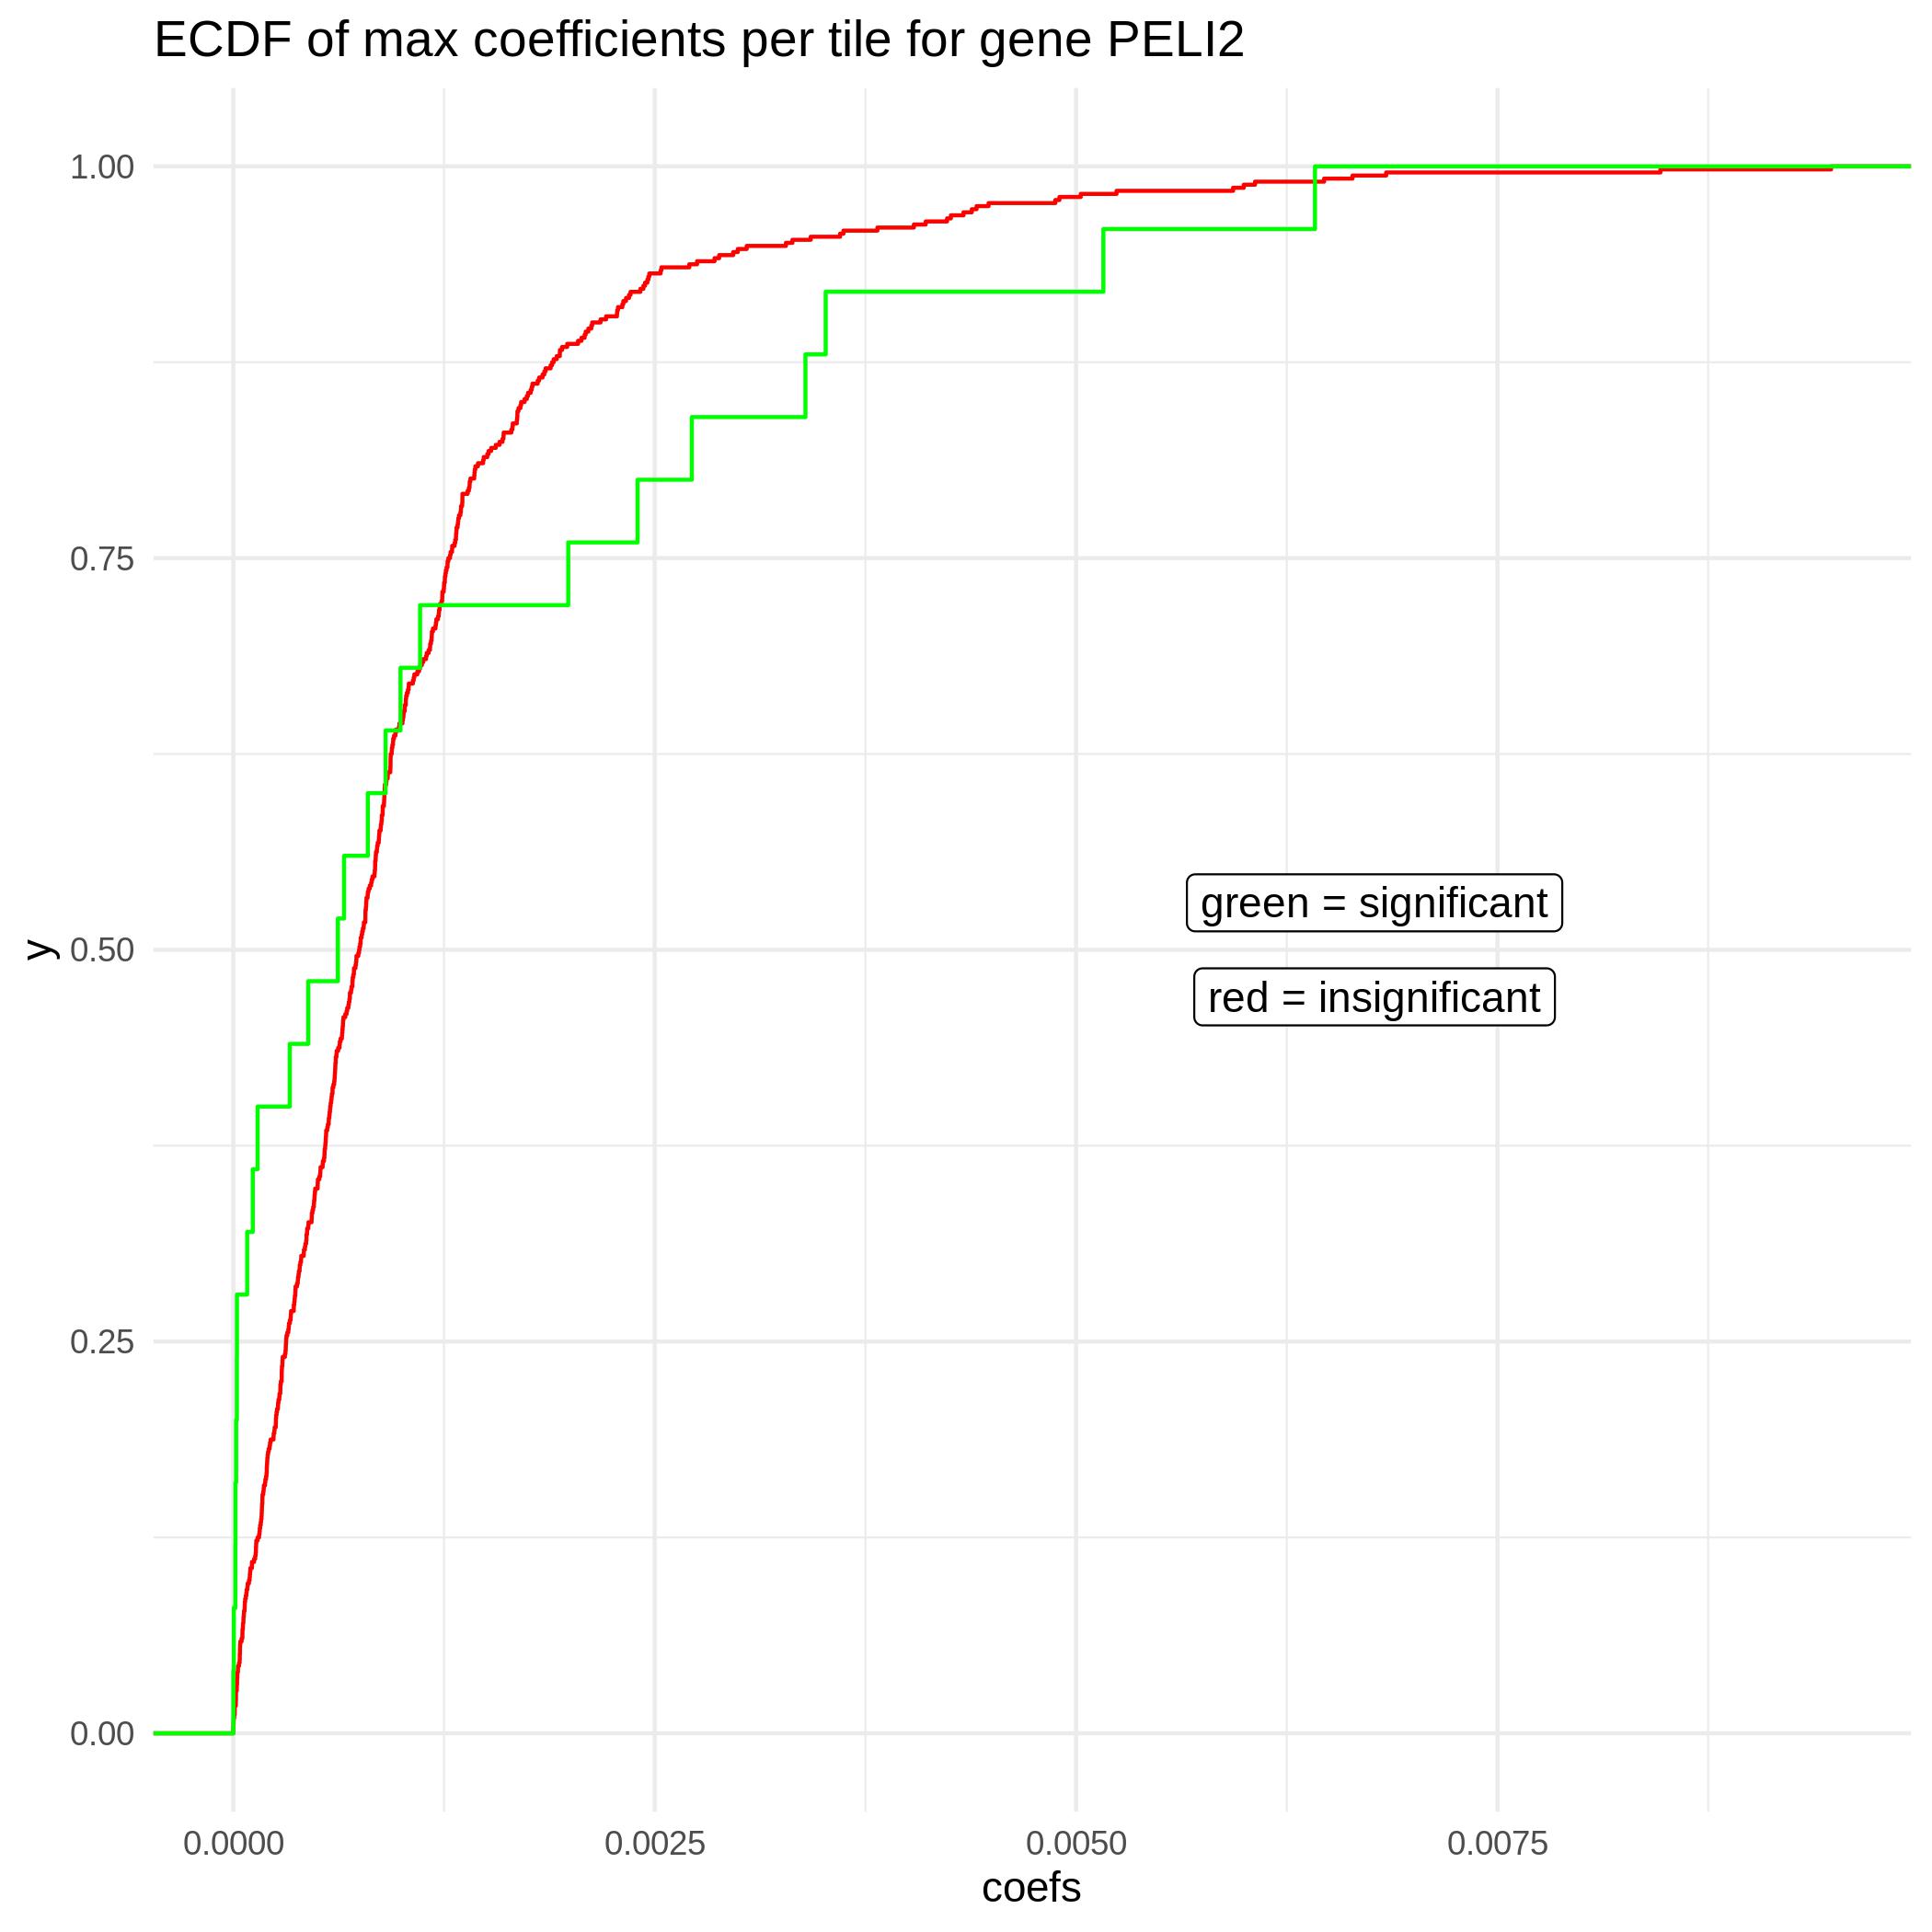 ECDF of max coefficients per tile for gene PELI2
1.00
0.75
0.50
0.25
0.00
y
green = significant
red = insignificant
0.0000 0.0025 0.0050 0.0075
coefs